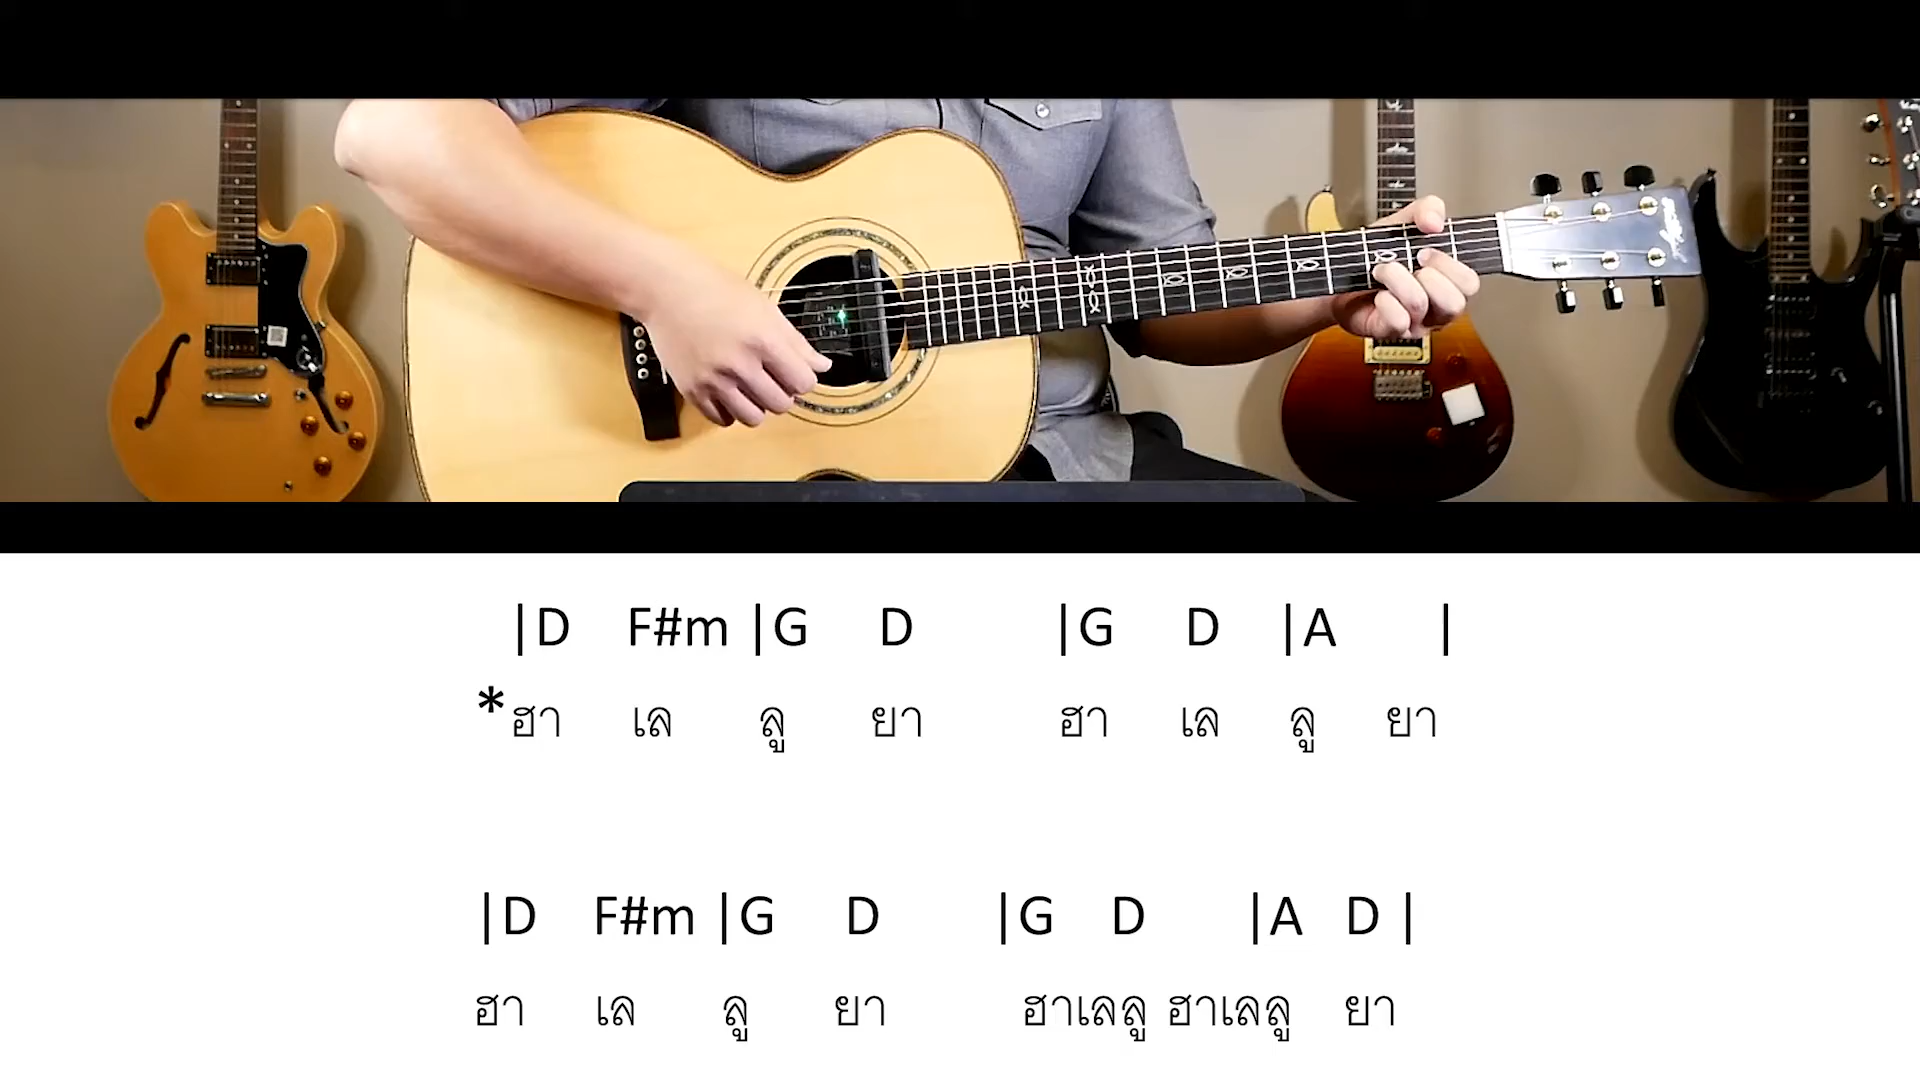 |D F#m |G D |G D |A |
*ฮา เล ลู ยา ฮา เล ลู ยา
|D F#m |G D |G D |A D |
ฮา เล ลู ยา ฮาเลลู ฮาเลลู ยา